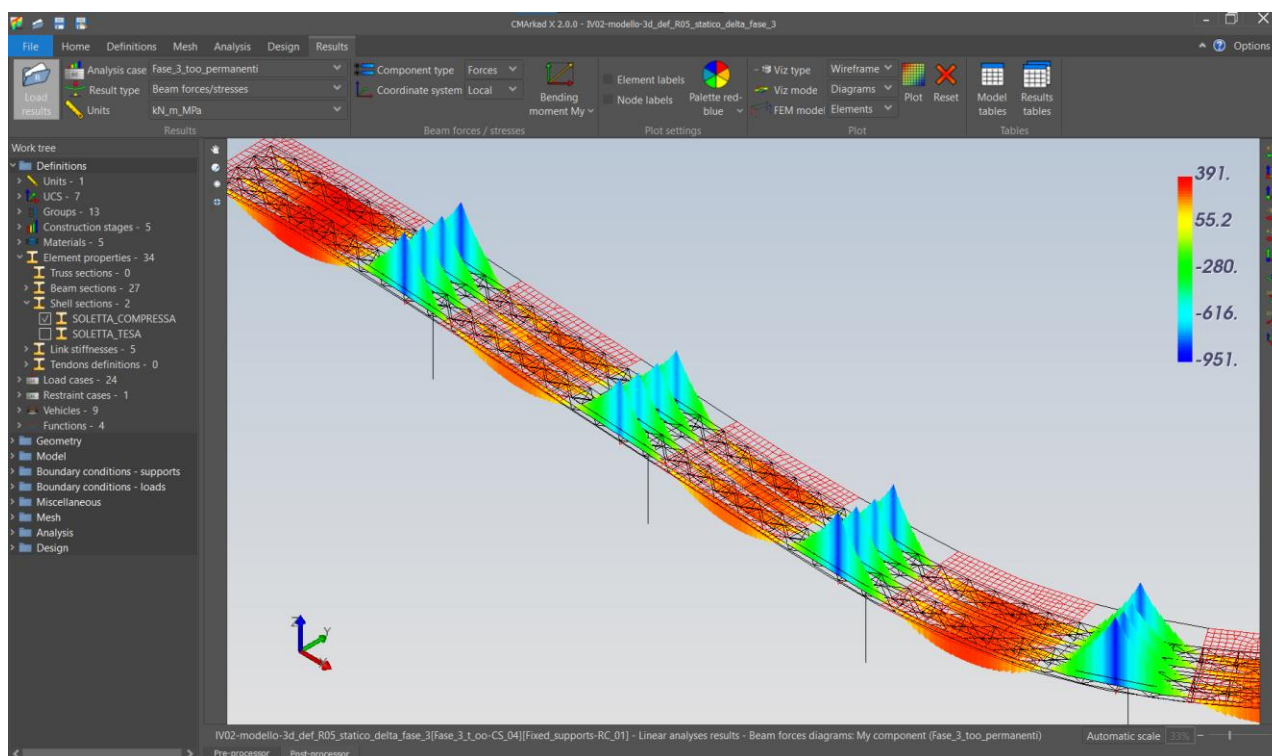 CMArkad X 2.0.0 - IV02-modello-3d_def_R05_statico_delta_fase_3
File Home Definitions Mesh Analysis Design Results
Options
Load results
Analysis case Fase_3_too_permanenti
Result type Beam forces/stresses
Units kN_m_MPa
Results
Component type Forces
Coordinate system Local
Bending moment My
Beam forces / stresses
Element labels
Node labels
Palette red-blue
Plot settings
Viz type Wireframe
Viz mode Diagrams
FEM model Elements
Plot
Reset
Plot
Model tables
Results tables
Tables
Work tree
Definitions
Units - 1
UCS - 7
Groups - 13
Construction stages - 5
Materials - 5
Element properties - 34
Truss sections - 0
Beam sections - 27
Shell sections - 2
SOLETTA_COMPRESSA
SOLETTA_TESA
Link stiffnesses - 5
Tendons definitions - 0
Load cases - 24
Restraint cases - 1
Vehicles - 9
Functions - 4
Geometry
Model
Boundary conditions - supports
Boundary conditions - loads
Miscellaneous
Mesh
Analysis
Design
391.
55.2
-280.
-616.
-951.
Z
Y
IV02-modello-3d_def_R05_statico_delta_fase_3[Fase_3_t_oo-CS_04][Fixed_supports-RC_01] - Linear analyses results - Beam forces diagrams: My component (Fase_3_too_permanenti)
Automatic scale 33%
Pre-processor Post-processor